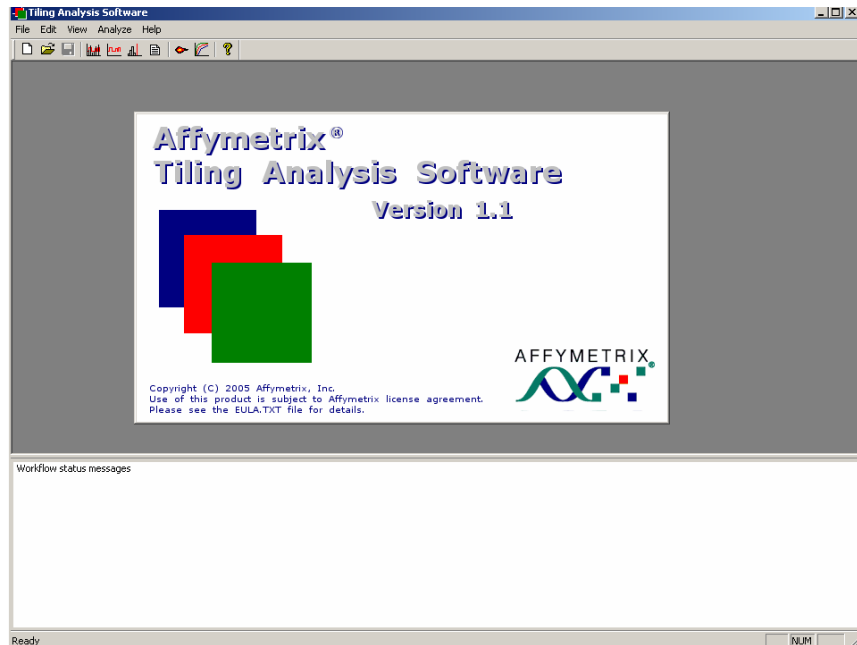 Tiling Analysis Software
File Edit View Analyze Help
Affymetrix®
Tiling Analysis Software
Version 1.1
AFFYMETRIX®
Copyright (C) 2005 Affymetrix, Inc.
Use of this product is subject to Affymetrix license agreement.
Please see the EULA.TXT file for details.
Workflow status messages
Ready
NUM